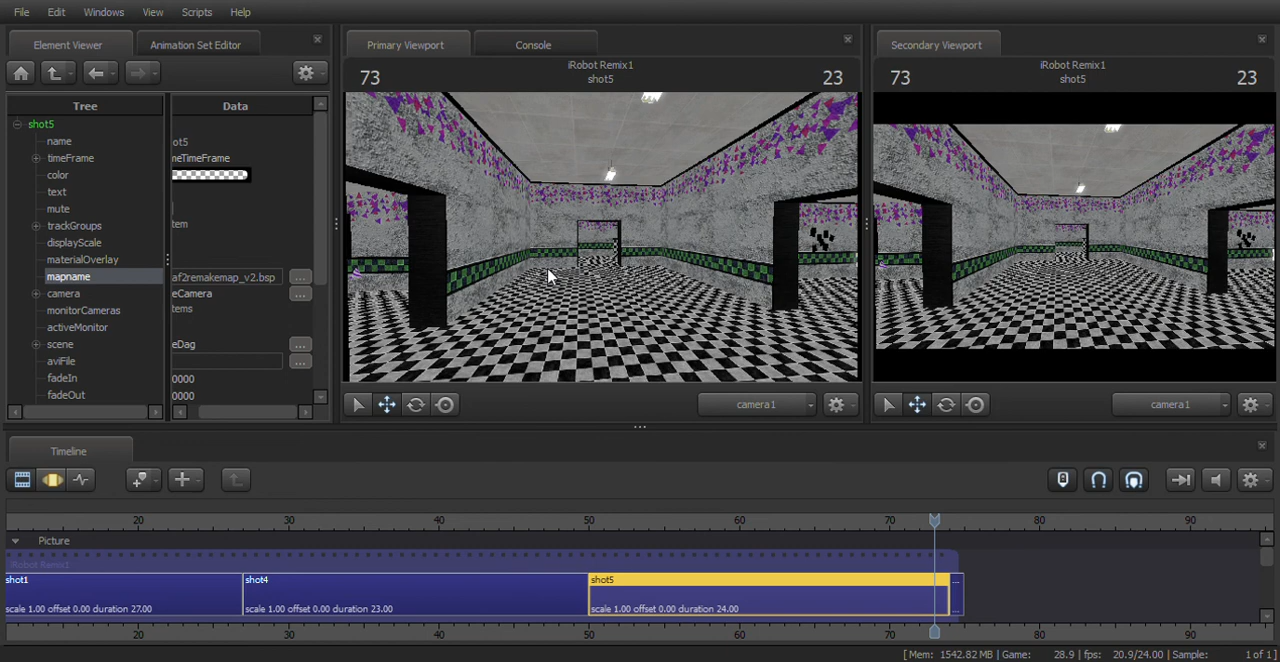 File Edit Windows View Scripts Help
Element Viewer Animation Set Editor
Primary Viewport Console
Secondary Viewport
73 iRobot Remix1 23
shot5
73 iRobot Remix1 23
shot5
Tree Data
shot5
name ot5
timeFrame meTimeFrame
color
text
mute
trackGroups tem
displayScale
materialOverlay
mapname af2remakemap_v2.bsp ...
camera eCamera ...
monitorCameras tems
activeMonitor
scene eDag ...
aviFile ...
fadeIn 0000
fadeOut 0000
camera1
camera1
Timeline
20 30 40 50 60 70 80 90
Picture
iRobot Remix1
shot1 shot4 shot5 ...
scale 1.00 offset 0.00 duration 27.00 scale 1.00 offset 0.00 duration 23.00 scale 1.00 offset 0.00 duration 24.00 ...
20 30 40 50 60 70 80 90
[ Mem: 1542.82 MB | Game: 28.9 | fps: 20.9/24.00 | Sample: 1 of 1 ]